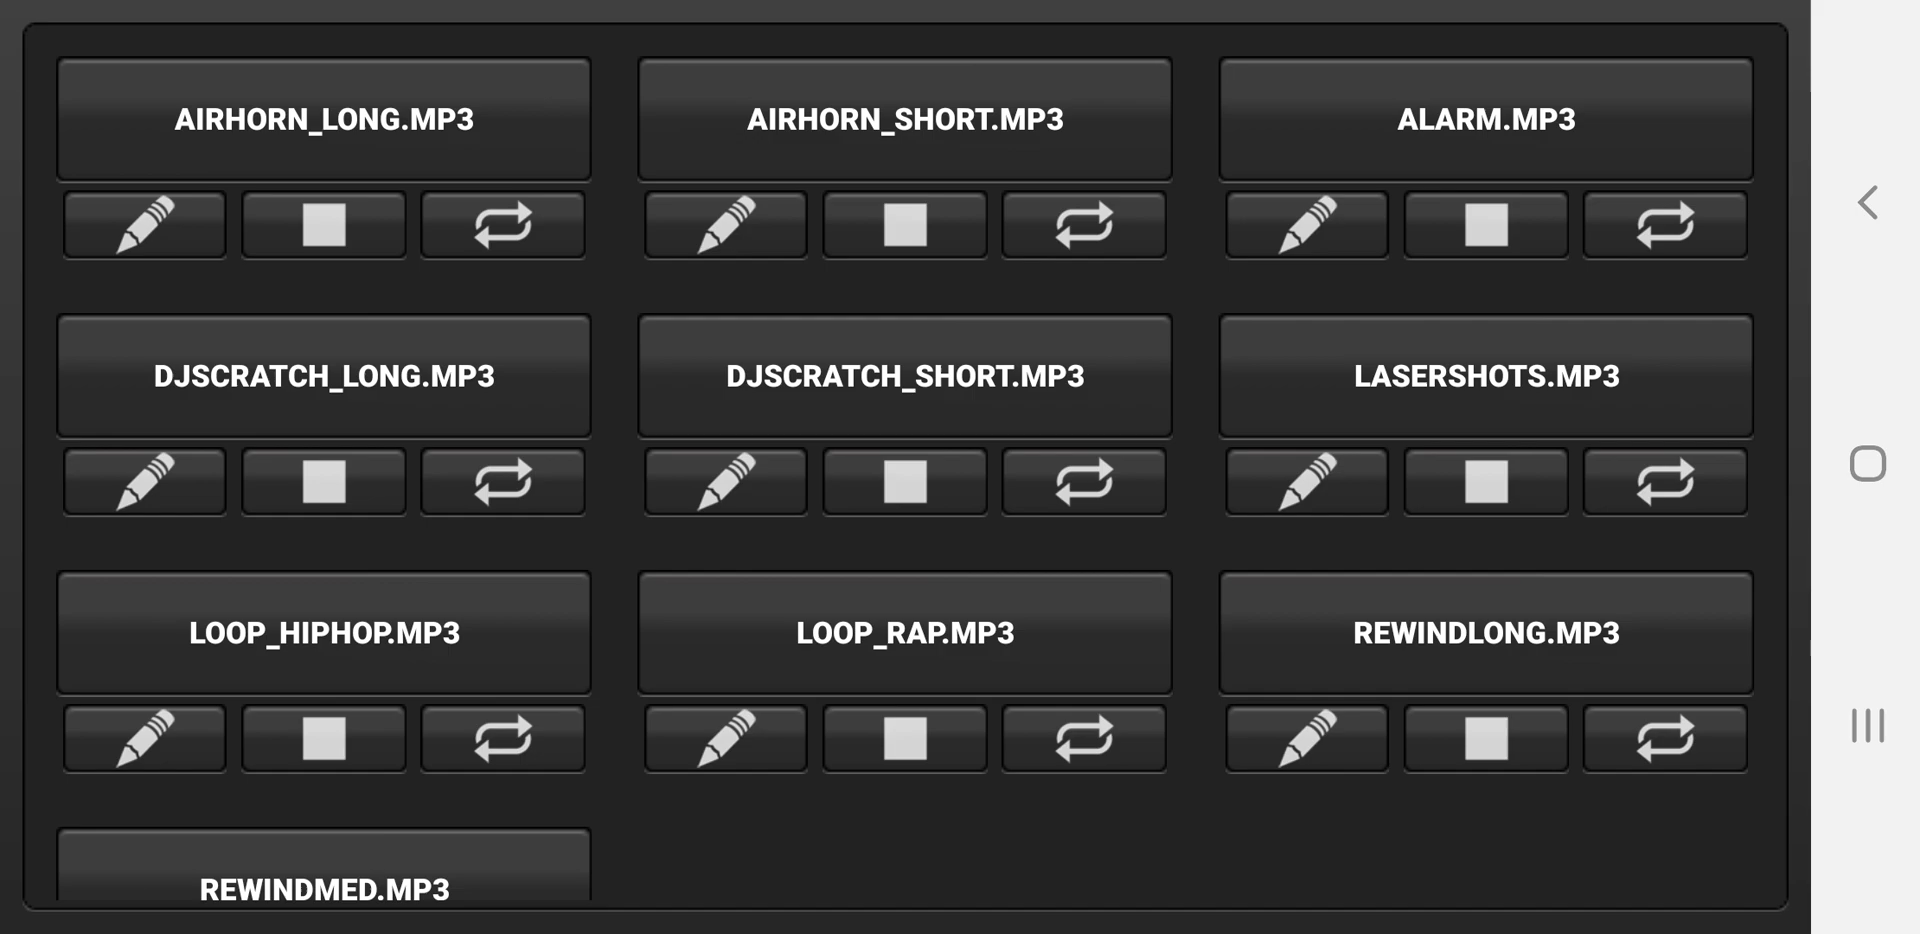 AIRHORN_LONG.MP3
AIRHORN_SHORT.MP3
ALARM.MP3
DJSCRATCH_LONG.MP3
DJSCRATCH_SHORT.MP3
LASERSHOTS.MP3
LOOP_HIPHOP.MP3
LOOP_RAP.MP3
REWINDLONG.MP3
REWINDMED.MP3